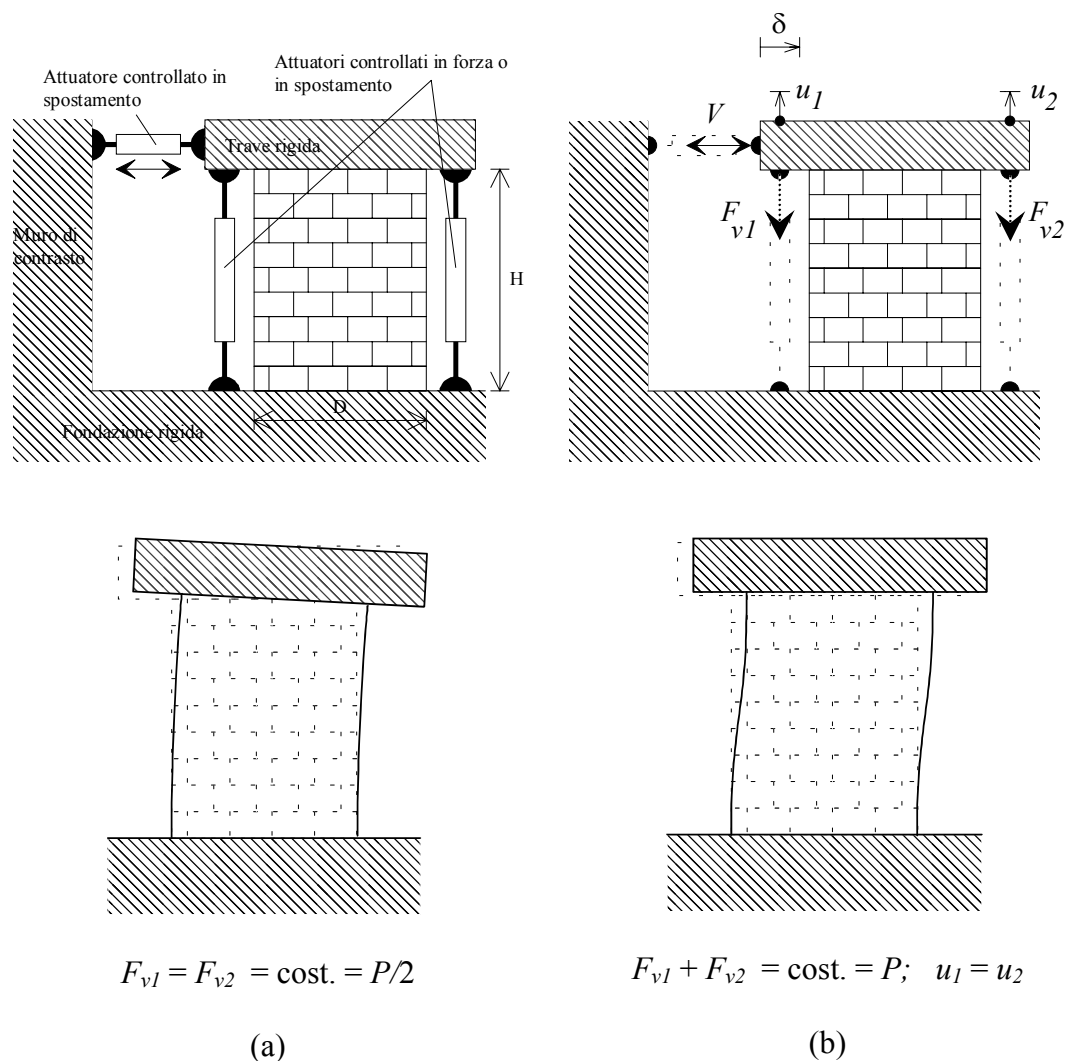 Attuatore controllato in
spostamento
Attuatori controllati in forza o
in spostamento
Trave rigida
Muro di
contrasto
H
D
Fondazione rigida
δ
u1
u2
V
Fv1
Fv2
Fv1 = Fv2 = cost. = P/2
Fv1 + Fv2 = cost. = P; u1 = u2
(a)
(b)